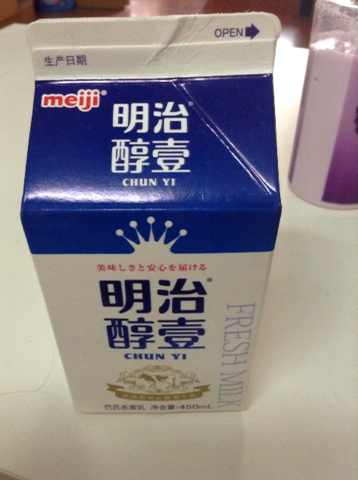 OPEN
生产日期
meiji
明治
醇壹
CHUN YI
美味しさと安心を届ける
明治
醇壹
CHUN YI
FRESH MILK
巴氏杀菌乳 净含量:450mL